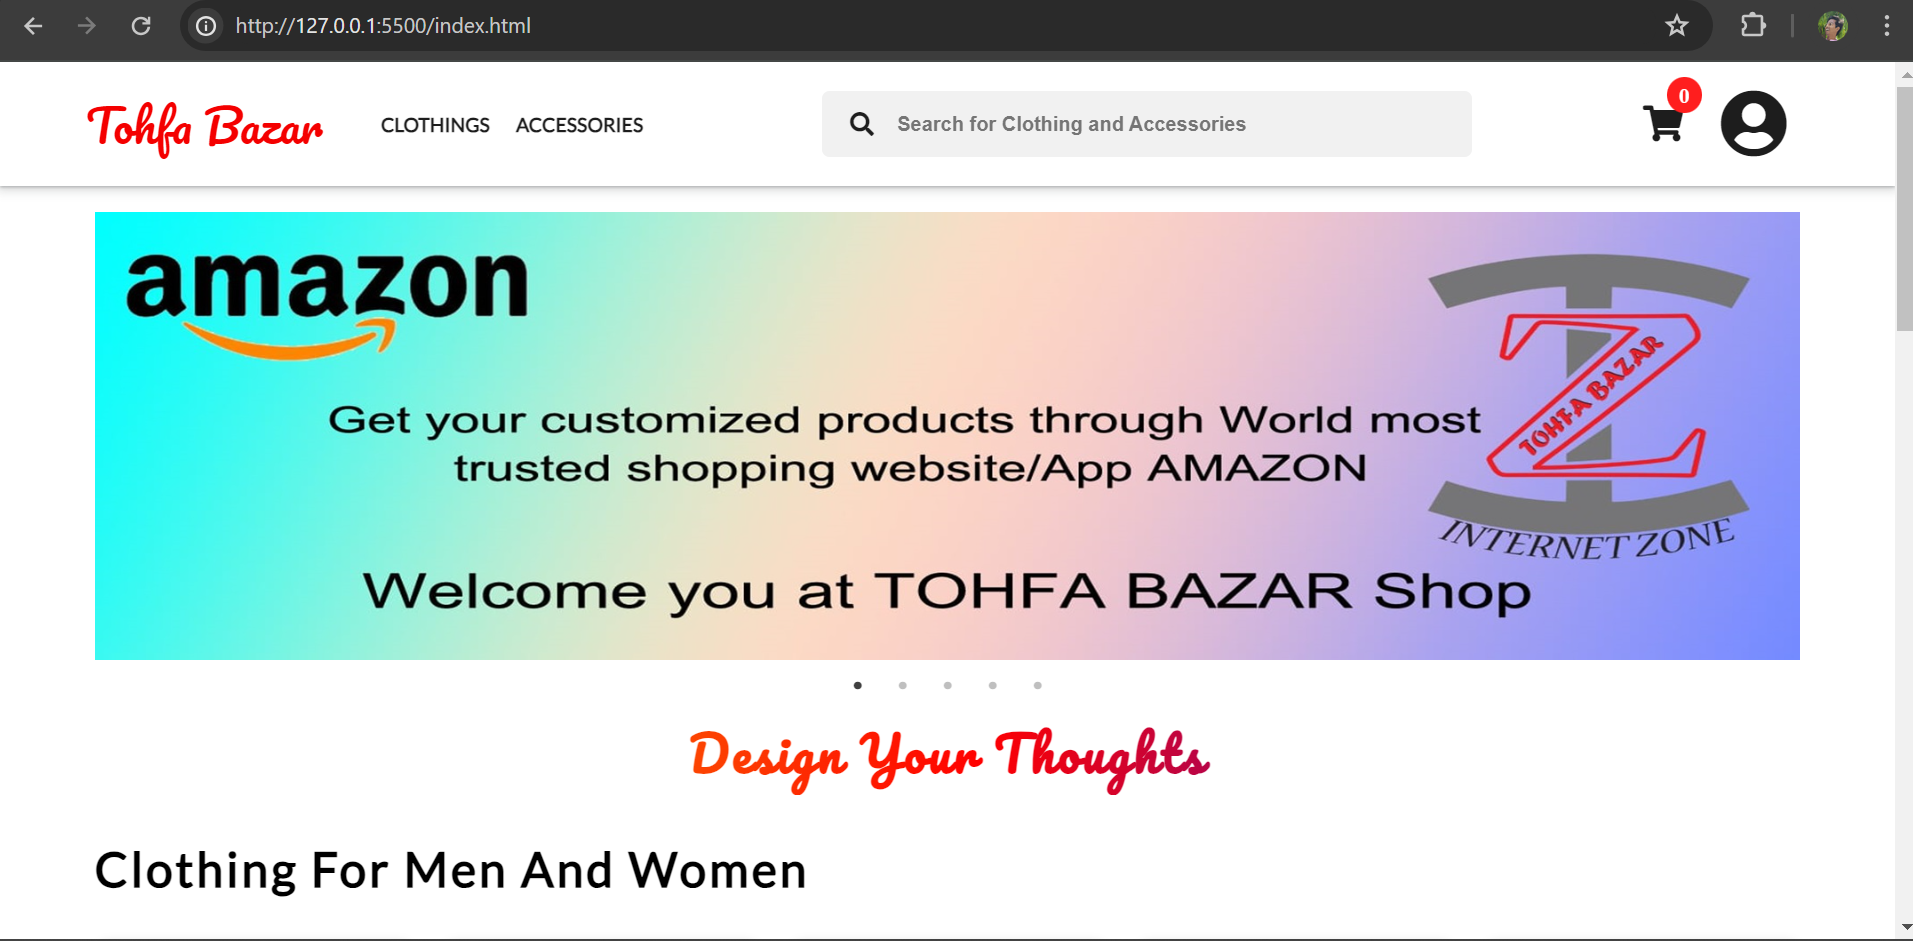 http://127.0.0.1:5500/index.html
Tohfa Bazar
CLOTHINGS
ACCESSORIES
Search for Clothing and Accessories
0
amazon
TOHFA BAZAR
INTERNET ZONE
Get your customized products through World most
trusted shopping website/App AMAZON
Welcome you at TOHFA BAZAR Shop
Design Your Thoughts
Clothing For Men And Women